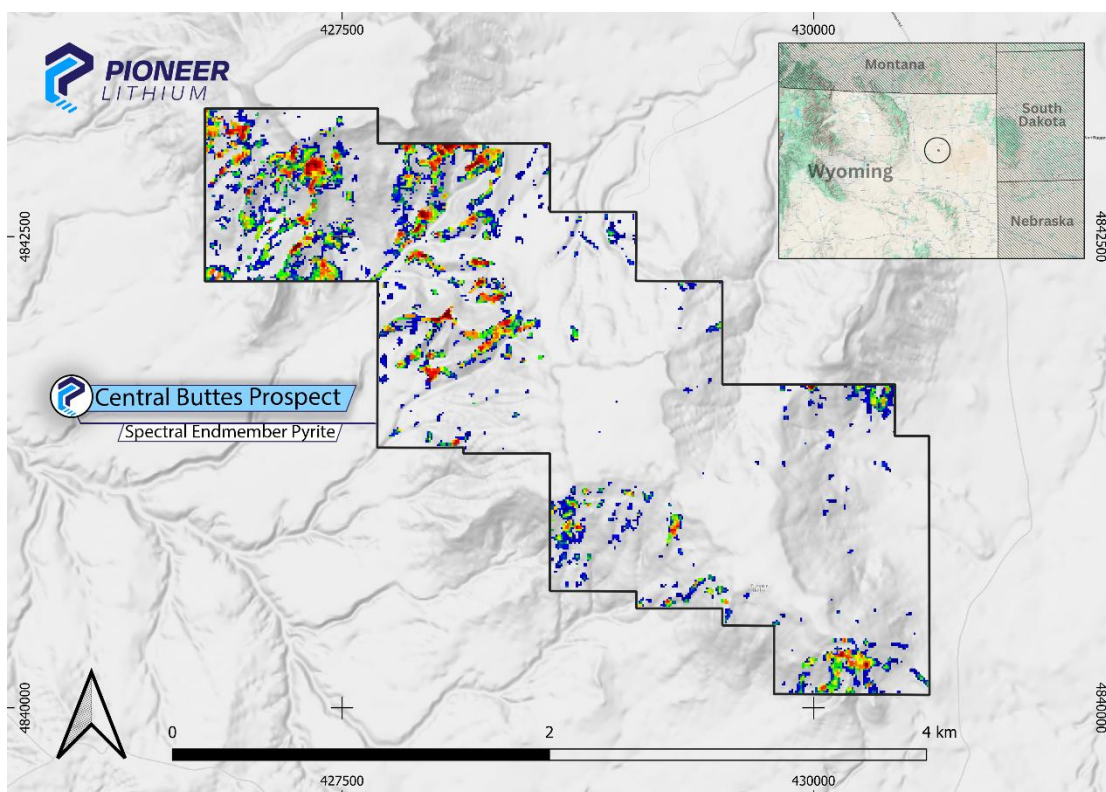 427500
430000
PIONEER
LITHIUM
Montana
South
Dakota
Wyoming
Nebraska
4842500
4842500
Central Buttes Prospect
Spectral Endmember Pyrite
4840000
4840000
0
2
4 km
427500
430000